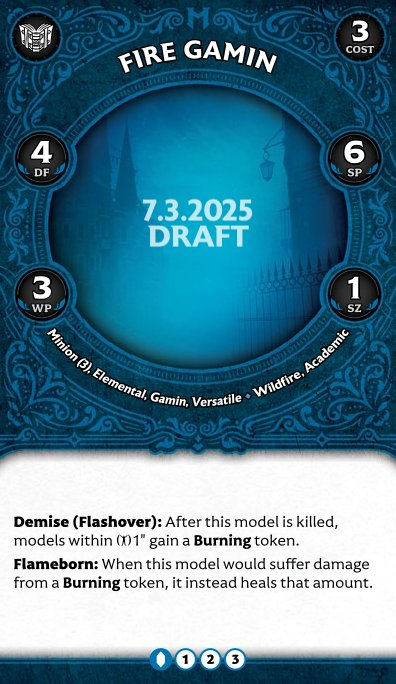 FIRE GAMIN
3
COST
4
DF
6
SP
7.3.2025
DRAFT
3
WP
1
SZ
Minion (3), Elemental, Gamin, Versatile • Wildfire, Academic
Demise (Flashover): After this model is killed,
models within 1" gain a Burning token.
Flameborn: When this model would suffer damage
from a Burning token, it instead heals that amount.
1 2 3